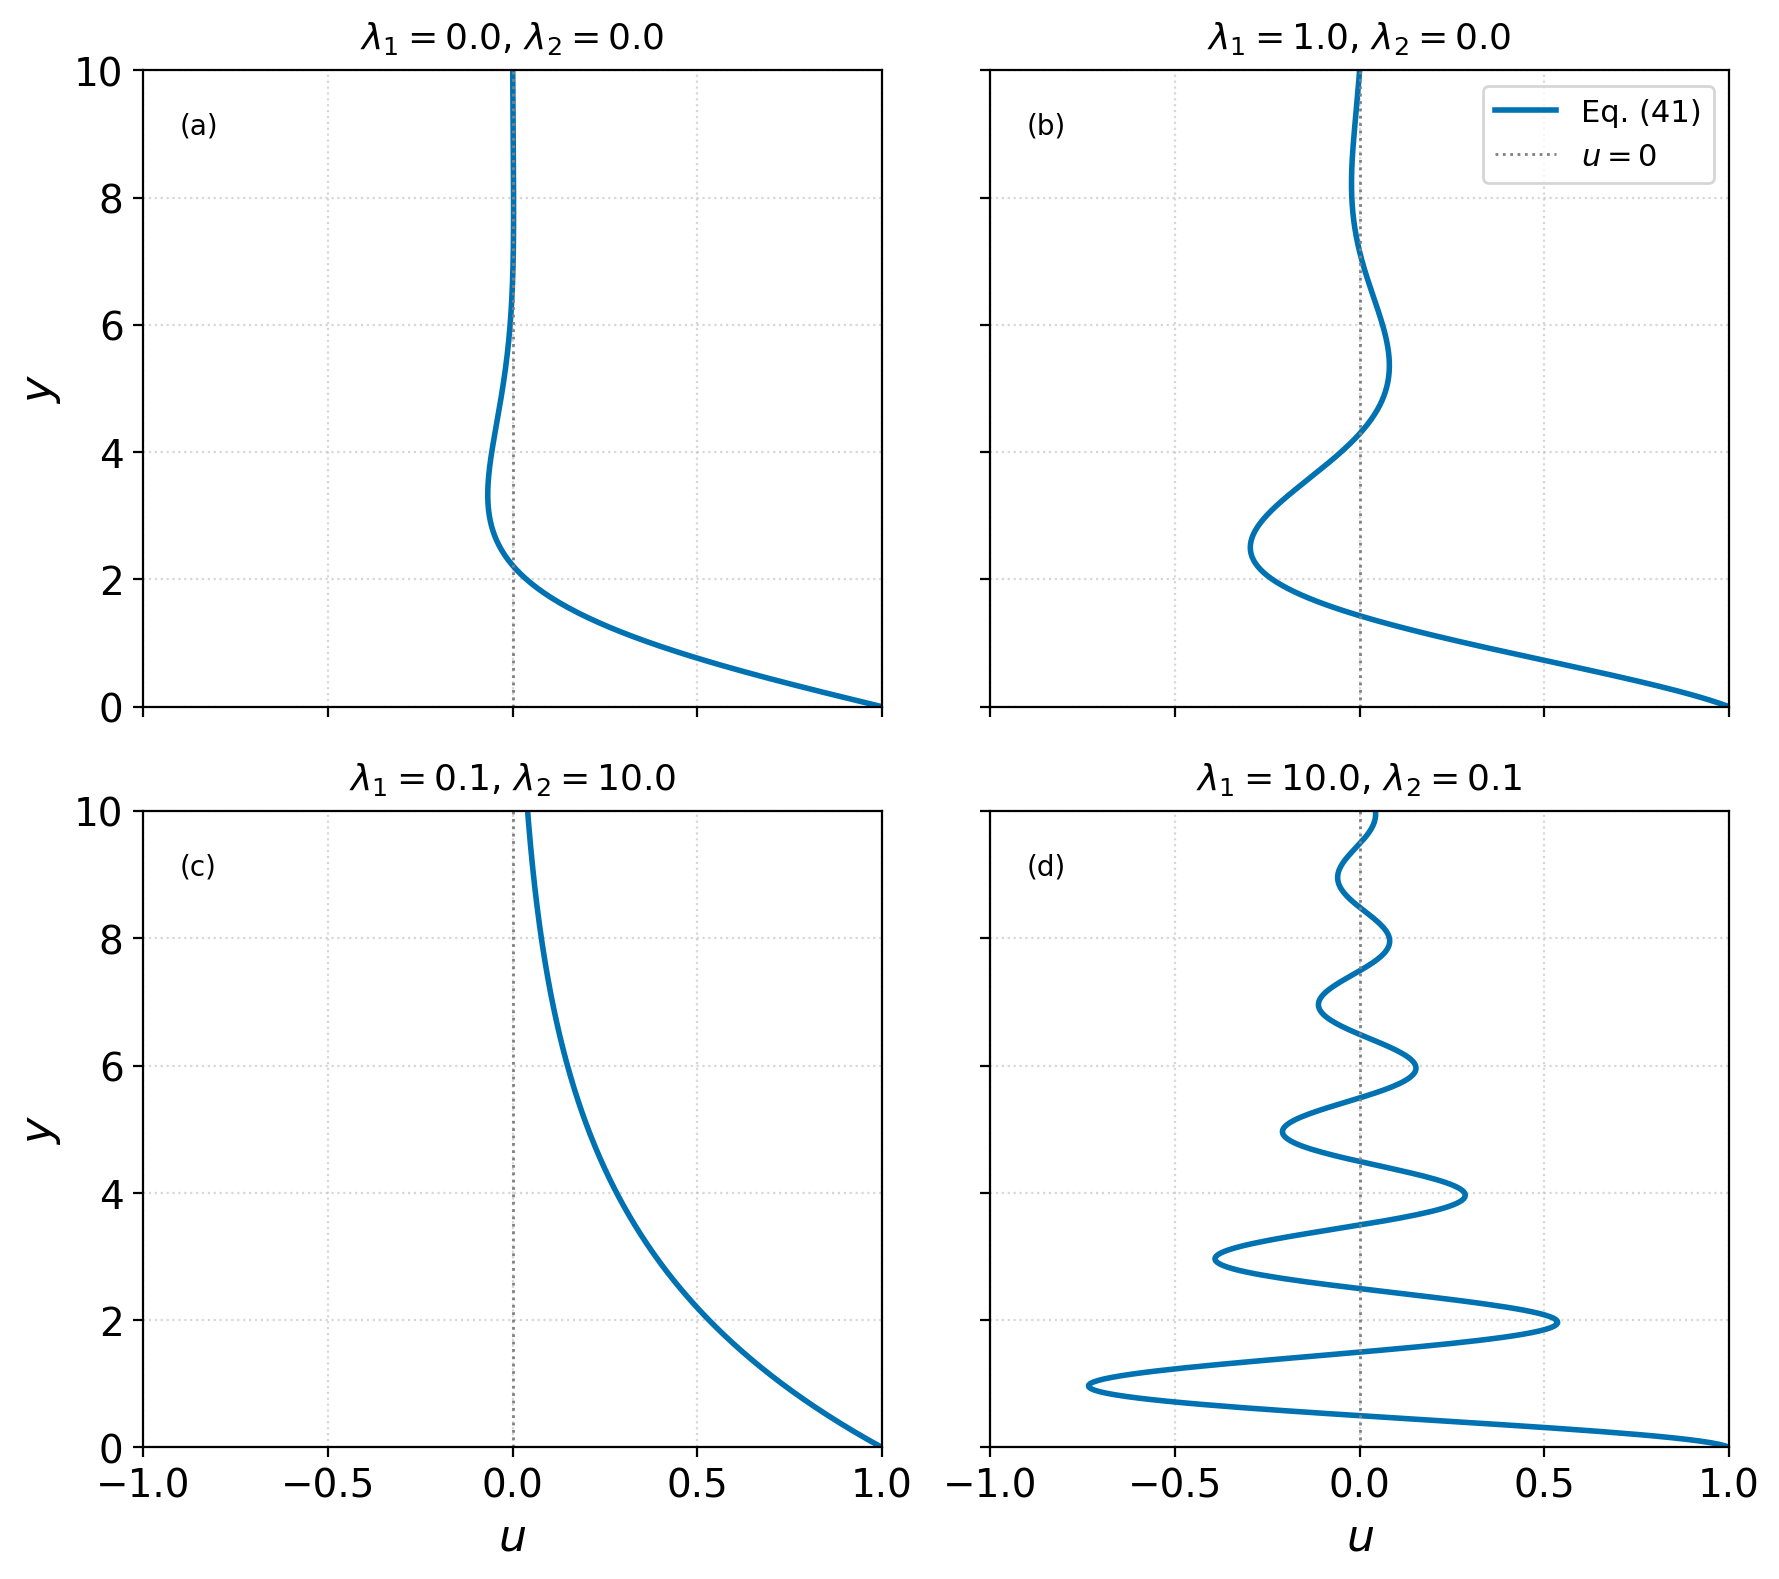 λ₁ = 0.0, λ₂ = 0.0
10
8
6
4
2
0
y
(a)
λ₁ = 1.0, λ₂ = 0.0
(b)
Eq. (41)
u = 0
λ₁ = 0.1, λ₂ = 10.0
10
8
6
4
2
0
y
(c)
−1.0 −0.5 0.0 0.5 1.0
u
λ₁ = 10.0, λ₂ = 0.1
(d)
−1.0 −0.5 0.0 0.5 1.0
u